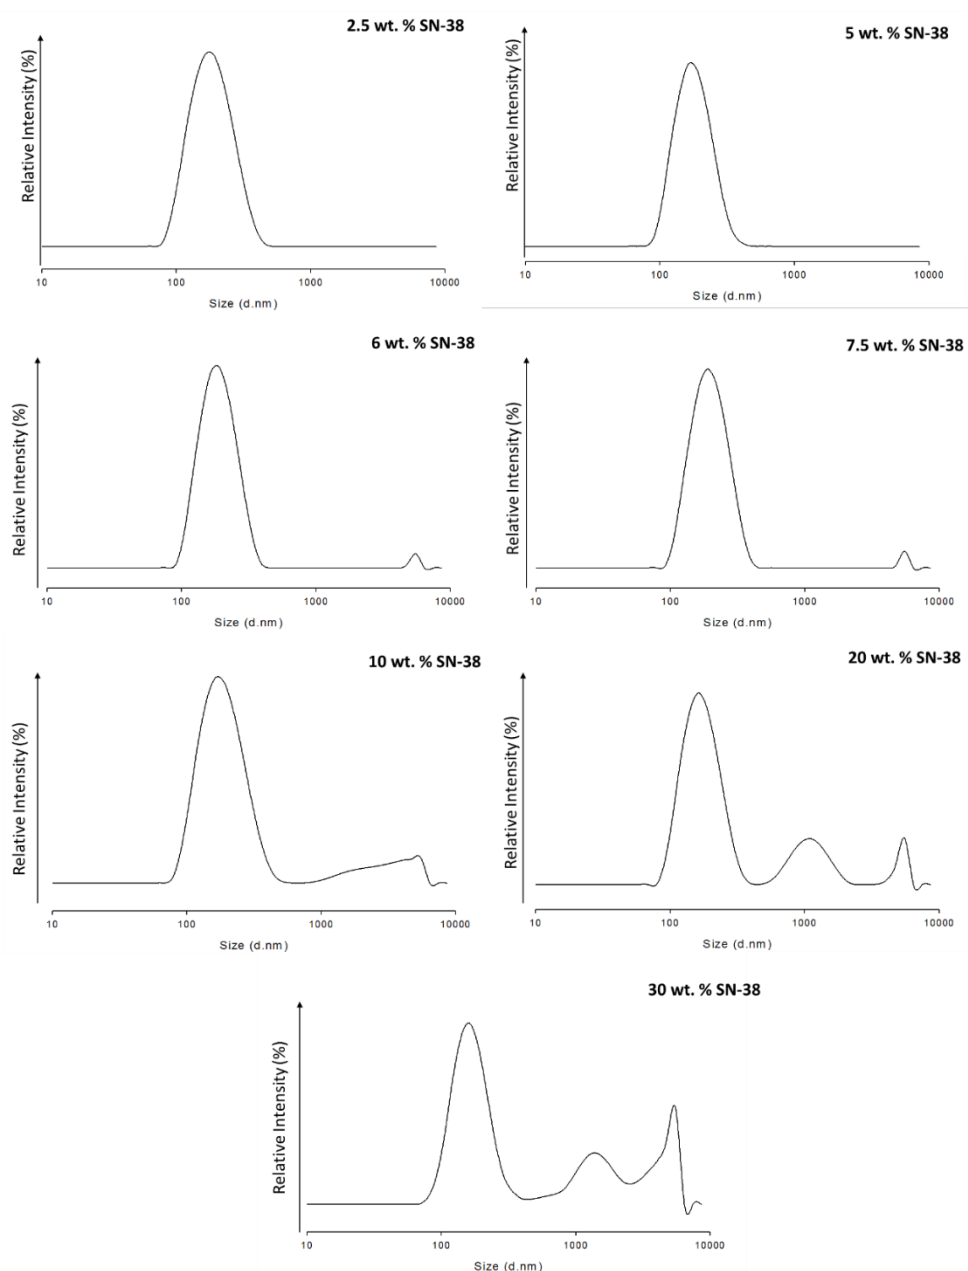 2.5 wt. % SN-38
Relative Intensity (%)
10 100 1000 10000
Size (d.nm)
5 wt. % SN-38
Relative Intensity (%)
10 100 1000 10000
Size (d.nm)
6 wt. % SN-38
Relative Intensity (%)
10 100 1000 10000
Size (d.nm)
7.5 wt. % SN-38
Relative Intensity (%)
10 100 1000 10000
Size (d.nm)
10 wt. % SN-38
Relative Intensity (%)
10 100 1000 10000
Size (d.nm)
20 wt. % SN-38
Relative Intensity (%)
10 100 1000 10000
Size (d.nm)
30 wt. % SN-38
Relative Intensity (%)
10 100 1000 10000
Size (d.nm)